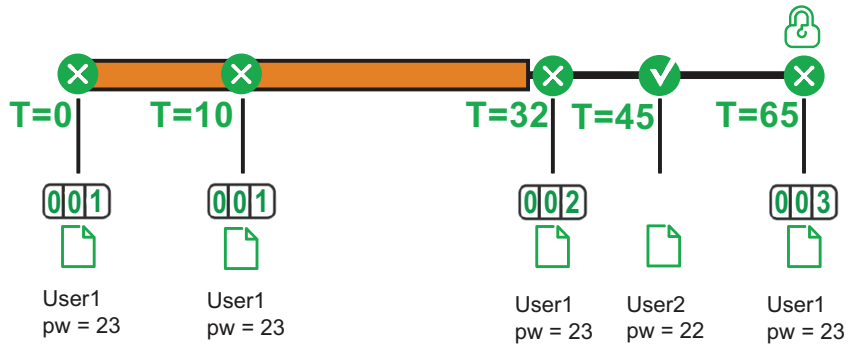 T=0
T=10
T=32
T=45
T=65
001
001
002
003
User1
pw = 23
User1
pw = 23
User1
pw = 23
User2
pw = 22
User1
pw = 23